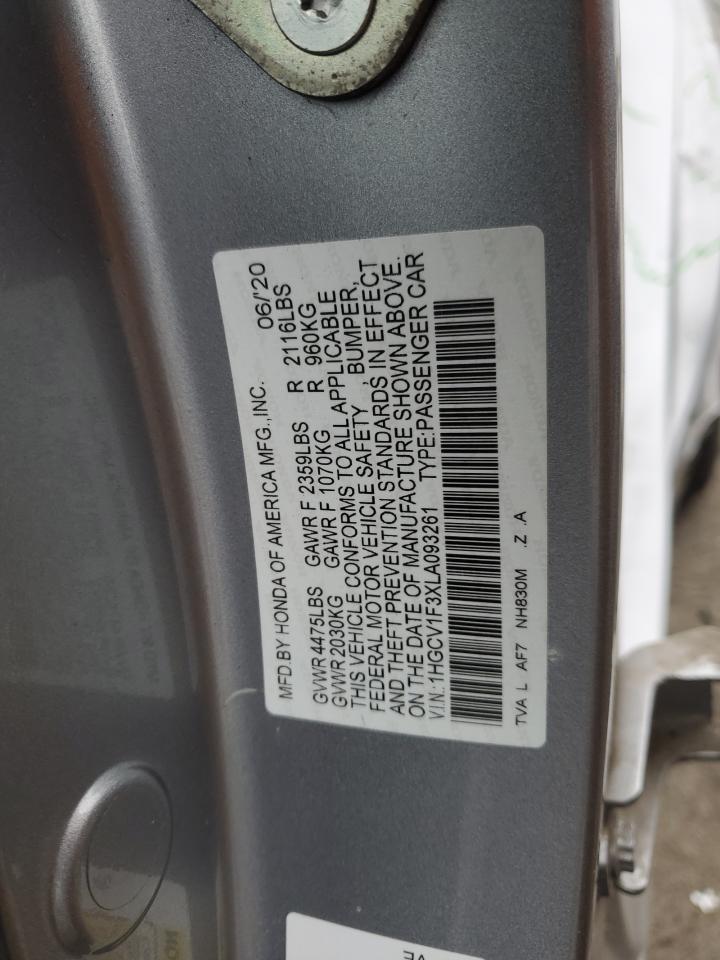 MFD.BY HONDA OF AMERICA MFG.,INC. 06/'20
GVWR 4475LBS GAWR F 2359LBS R 2116LBS
GVWR 2030KG GAWR F 1070KG R 960KG
THIS VEHICLE CONFORMS TO ALL APPLICABLE
FEDERAL MOTOR VEHICLE SAFETY , BUMPER,
AND THEFT PREVENTION STANDARDS IN EFFECT
ON THE DATE OF MANUFACTURE SHOWN ABOVE.
V.I.N.:1HGCV1F3XLA093261 TYPE:PASSENGER CAR
TVA L AF7 NH830M .Z .A